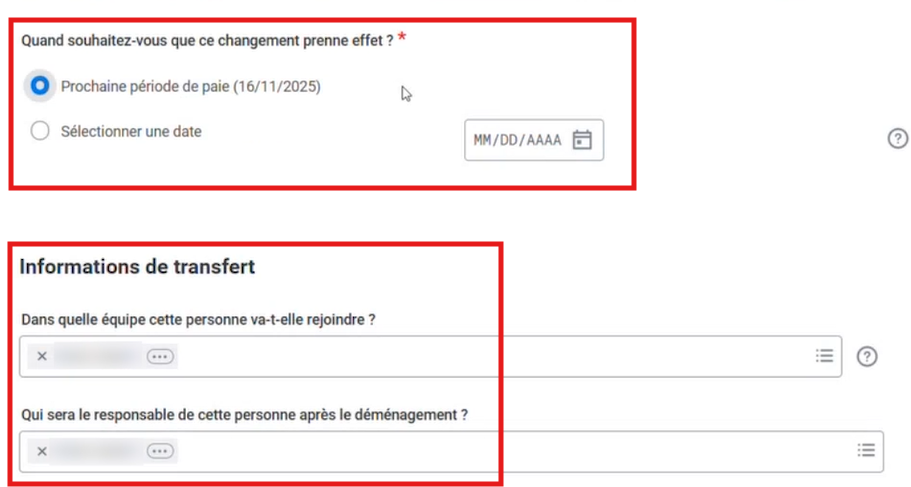 Quand souhaitez-vous que ce changement prenne effet ? *
Prochaine période de paie (16/11/2025)
Sélectionner une date
MM/DD/AAAA
Informations de transfert
Dans quelle équipe cette personne va-t-elle rejoindre ?
Qui sera le responsable de cette personne après le déménagement ?